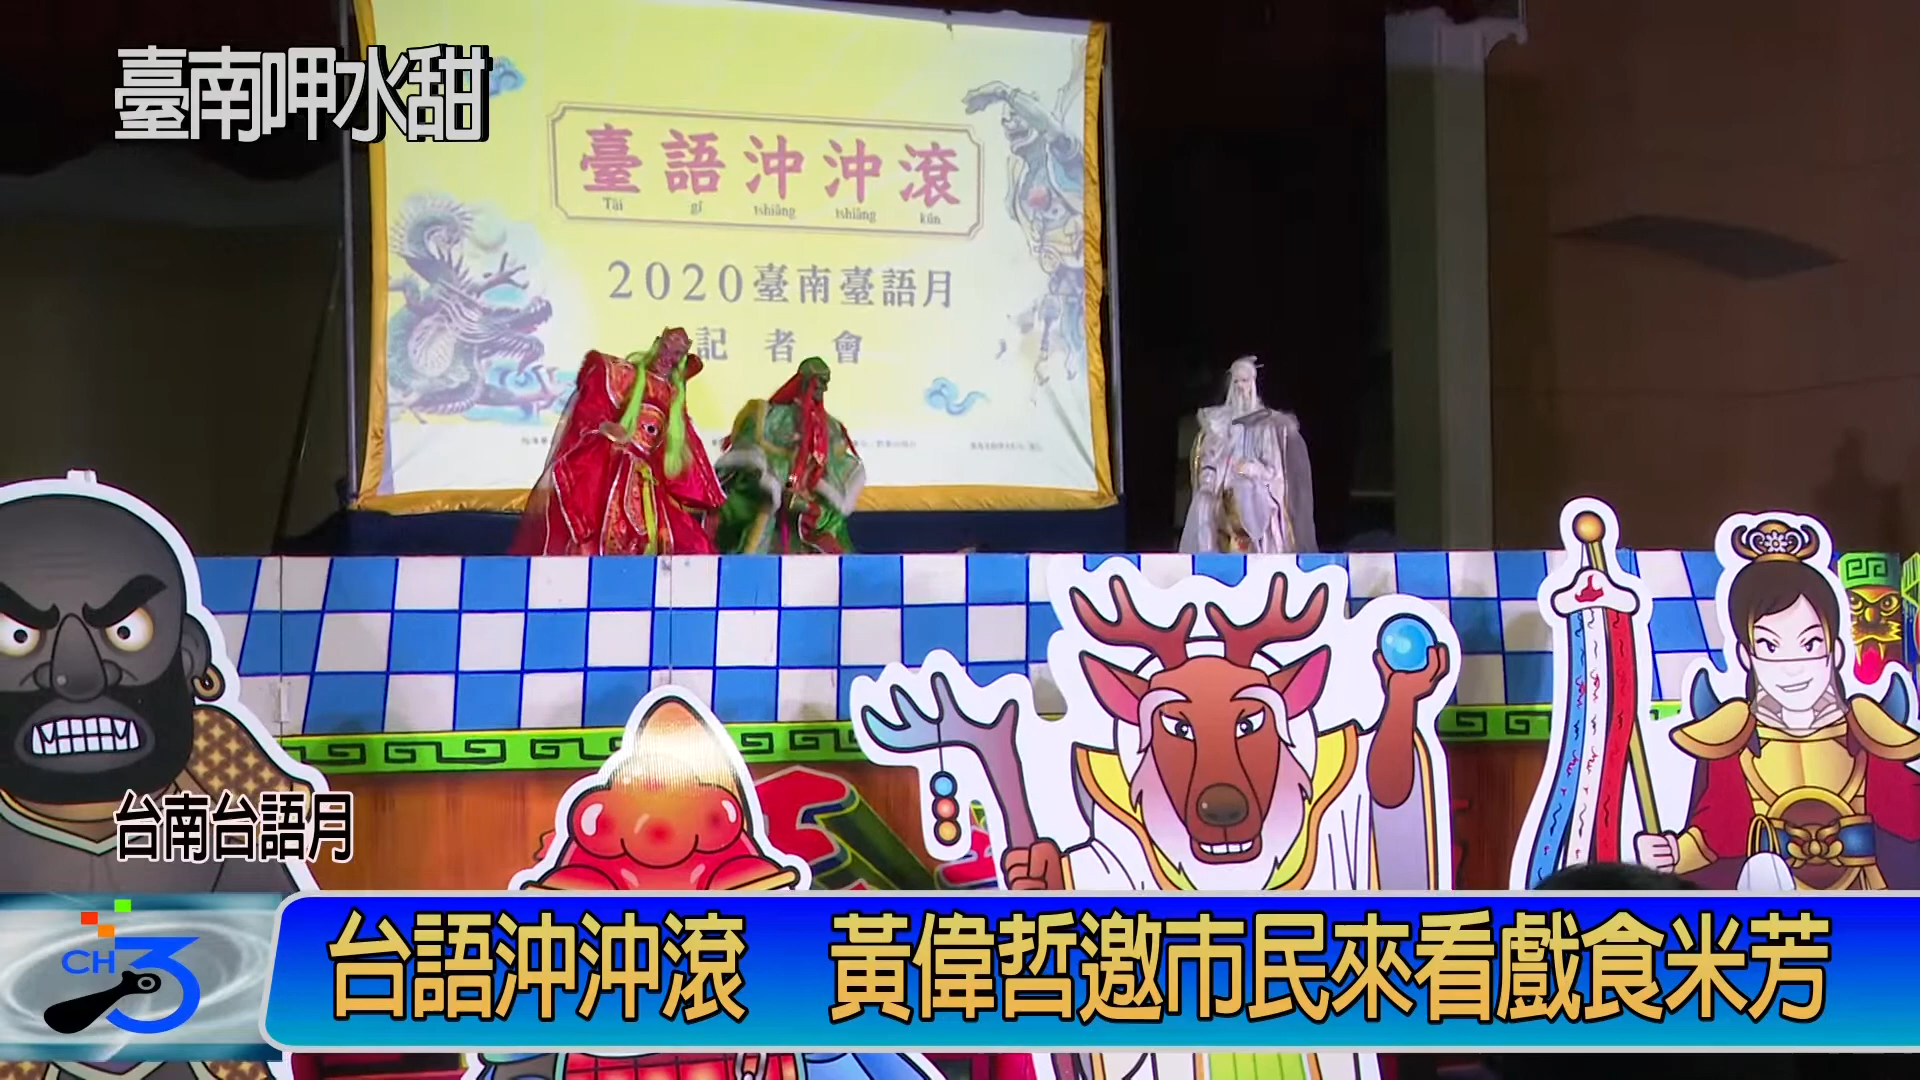 臺南呷水甜
臺語沖沖滾
Tâi gí tshiâng tshiâng kún
2020臺南臺語月
記者會
台南台語月
CH3
台語沖沖滾 黃偉哲邀市民來看戲食米芳